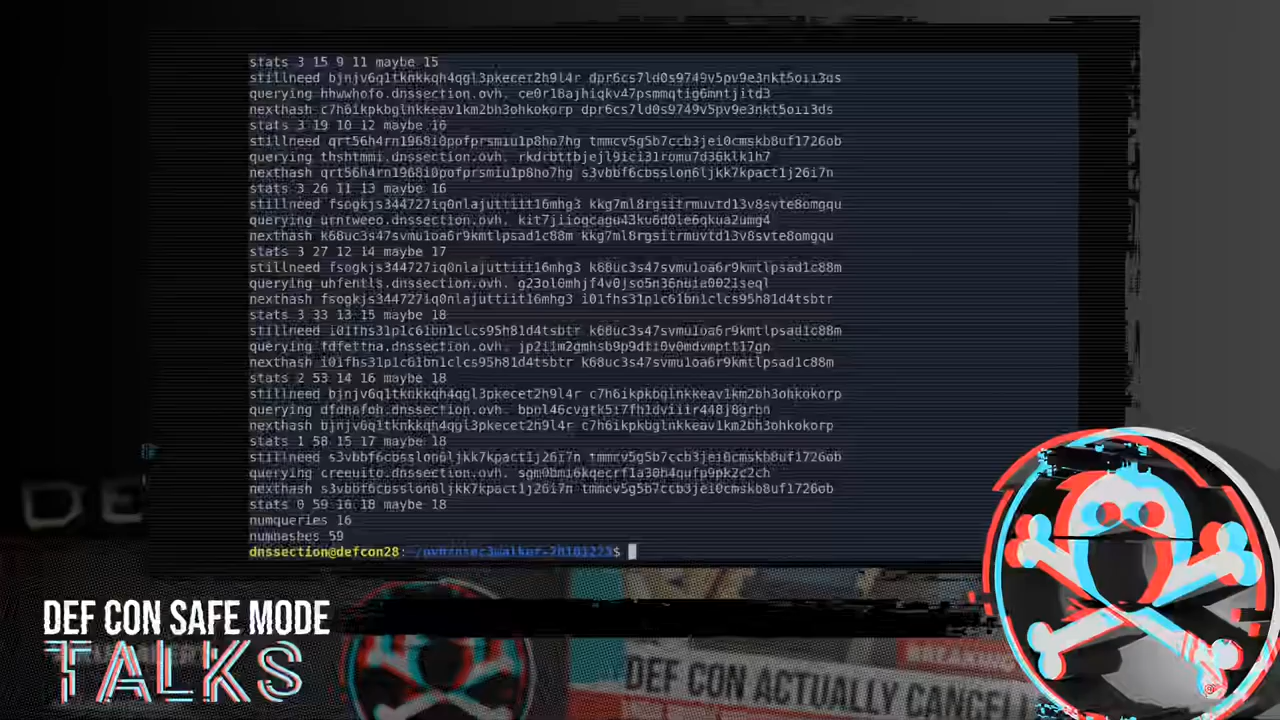 stats 3 15 9 11 maybe 15
stillneed bjnjv6q1tknkkqh4qgl3pkecet2h9l4r dpr6cs7ld0s9749v5pv9e3nkt5oii3ds
querying hhwwhofo.dnssection.ovh. ce0r18ajhiqkv47psmmqtig6mntjitd3
nexthash c7h6ikpkbglnkkeav1km2bh3ohkokorp dpr6cs7ld0s9749v5pv9e3nkt5oii3ds
stats 3 19 10 12 maybe 16
stillneed qrt56h4rn1968i0pofprsmiu1p8ho7hg tmmcv5g5b7ccb3jei0cmskb8uf1726ob
querying thshtmmi.dnssection.ovh. rkdrbttbjejl9ici31romu7d36klk1h7
nexthash qrt56h4rn1968i0pofprsmiu1p8ho7hg s3vbbf6cbsslon6ljkk7kpact1j26i7n
stats 3 26 11 13 maybe 16
stillneed fsogkjs344727iq0nlajuttiit16mhg3 kkg7ml8rgsitrmuvtd13v8svte8omgqu
querying urntweeo.dnssection.ovh. kit7jiiogcagu43ku6d0le6gkua2umg4
nexthash k68uc3s47svmu1oa6r9kmtlpsad1c88m kkg7ml8rgsitrmuvtd13v8svte8omgqu
stats 3 27 12 14 maybe 17
stillneed fsogkjs344727iq0nlajuttiit16mhg3 k68uc3s47svmu1oa6r9kmtlpsad1c88m
querying uhfentls.dnssection.ovh. g23ol0mhjf4v0jso5n36nuia0021seql
nexthash fsogkjs344727iq0nlajuttiit16mhg3 i01fhs31p1c61bn1clcs95h81d4tsbtr
stats 3 33 13 15 maybe 18
stillneed i01fhs31p1c61bn1clcs95h81d4tsbtr k68uc3s47svmu1oa6r9kmtlpsad1c88m
querying fdfettna.dnssection.ovh. jp2i1m2gmhsb9p9dfi0v0mdvmptt17gn
nexthash i01fhs31p1c61bn1clcs95h81d4tsbtr k68uc3s47svmu1oa6r9kmtlpsad1c88m
stats 2 53 14 16 maybe 18
stillneed bjnjv6q1tknkkqh4qgl3pkecet2h9l4r c7h6ikpkbglnkkeav1km2bh3ohkokorp
querying dfdhafoh.dnssection.ovh. bpnl46cvgtk5i7fh1dviiir448j8grbn
nexthash bjnjv6q1tknkkqh4qgl3pkecet2h9l4r c7h6ikpkbglnkkeav1km2bh3ohkokorp
stats 1 58 15 17 maybe 18
stillneed s3vbbf6cbsslon6ljkk7kpact1j26i7n tmmcv5g5b7ccb3jei0cmskb8uf1726ob
querying creeuito.dnssection.ovh. sgm0bmi6kqecrf1a30h4qufp9pk2c2ch
nexthash s3vbbf6cbsslon6ljkk7kpact1j26i7n tmmcv5g5b7ccb3jei0cmskb8uf1726ob
stats 0 59 16 18 maybe 18
numqueries 16
numhashes 59
dnssection@defcon28:
DEF CON SAFE MODE
TALKS
DEF CON ACTUALLY